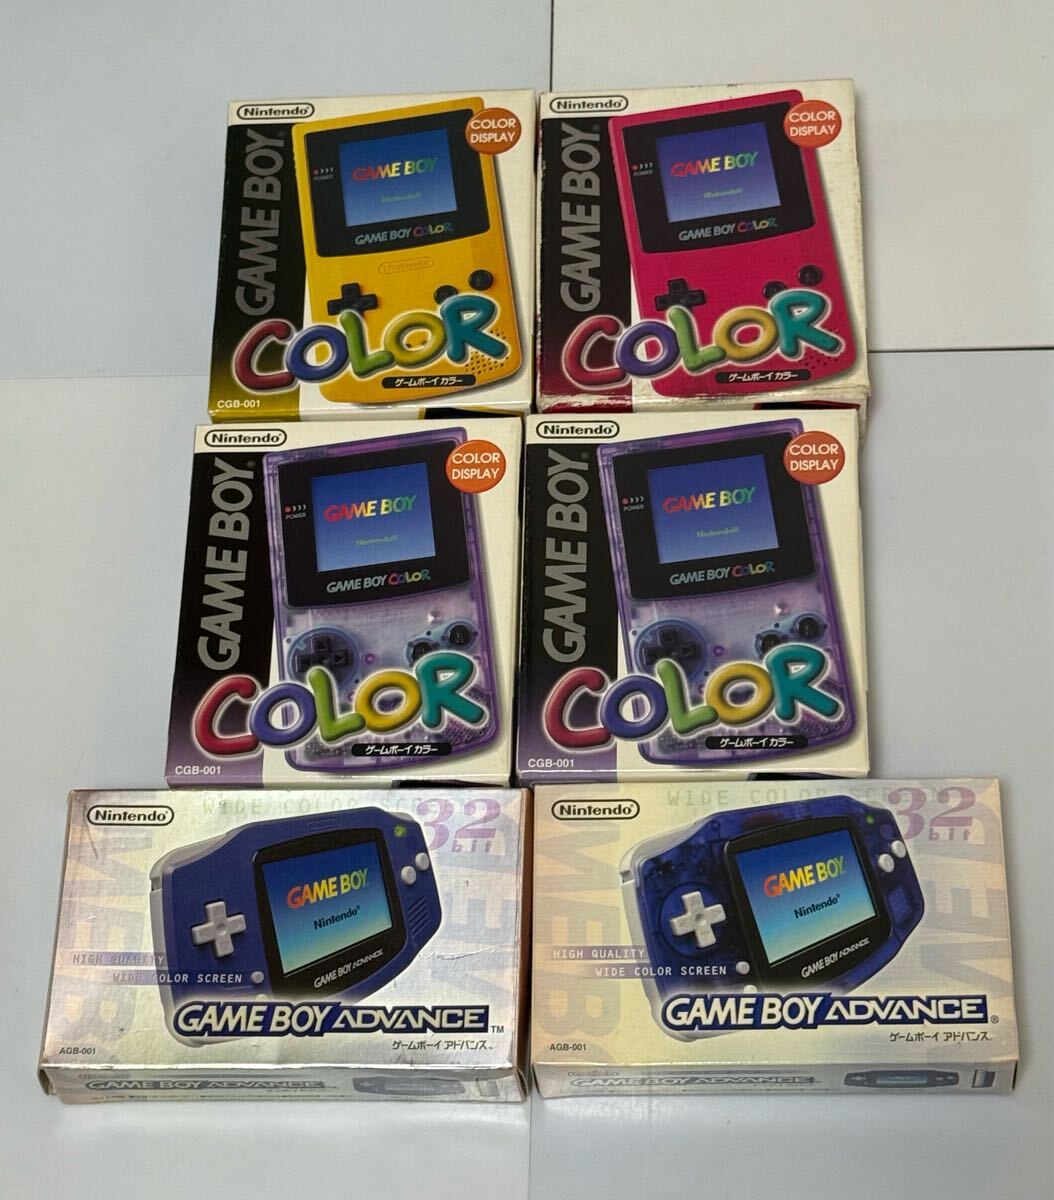 Nintendo
GAME BOY
COLOR
DISPLAY
POWER
GAME BOY
Nintendo®
GAME BOY COLOR
Nintendo
COLOR
ゲームボーイカラー
CGB-001
Nintendo
GAME BOY®
COLOR
DISPLAY
POWER
GAME BOY
Nintendo®
GAME BOY COLOR
COLOR
ゲームボーイカラー
Nintendo
GAME BOY®
COLOR
DISPLAY
POWER
GAME BOY
Nintendo®
GAME BOY COLOR
COLOR
ゲームボーイカラー
CGB-001
Nintendo
GAME BOY®
COLOR
DISPLAY
POWER
GAME BOY
Nintendo®
GAME BOY COLOR
COLOR
ゲームボーイカラー
CGB-001
Nintendo
WIDE COLOR SCREEN
32
bit
GAME BOY
Nintendo®
GAME BOY ADVANCE
HIGH QUALITY
WIDE COLOR SCREEN
GAME BOY ADVANCE™
ゲームボーイ アドバンス
AGB-001
GAME BOY ADVANCE
Nintendo
WIDE COLOR SCREEN
32
bit
GAME BOY
Nintendo®
GAME BOY ADVANCE
HIGH QUALITY
WIDE COLOR SCREEN
GAME BOY ADVANCE®
ゲームボーイ アドバンス
AGB-001
GAME BOY ADVANCE